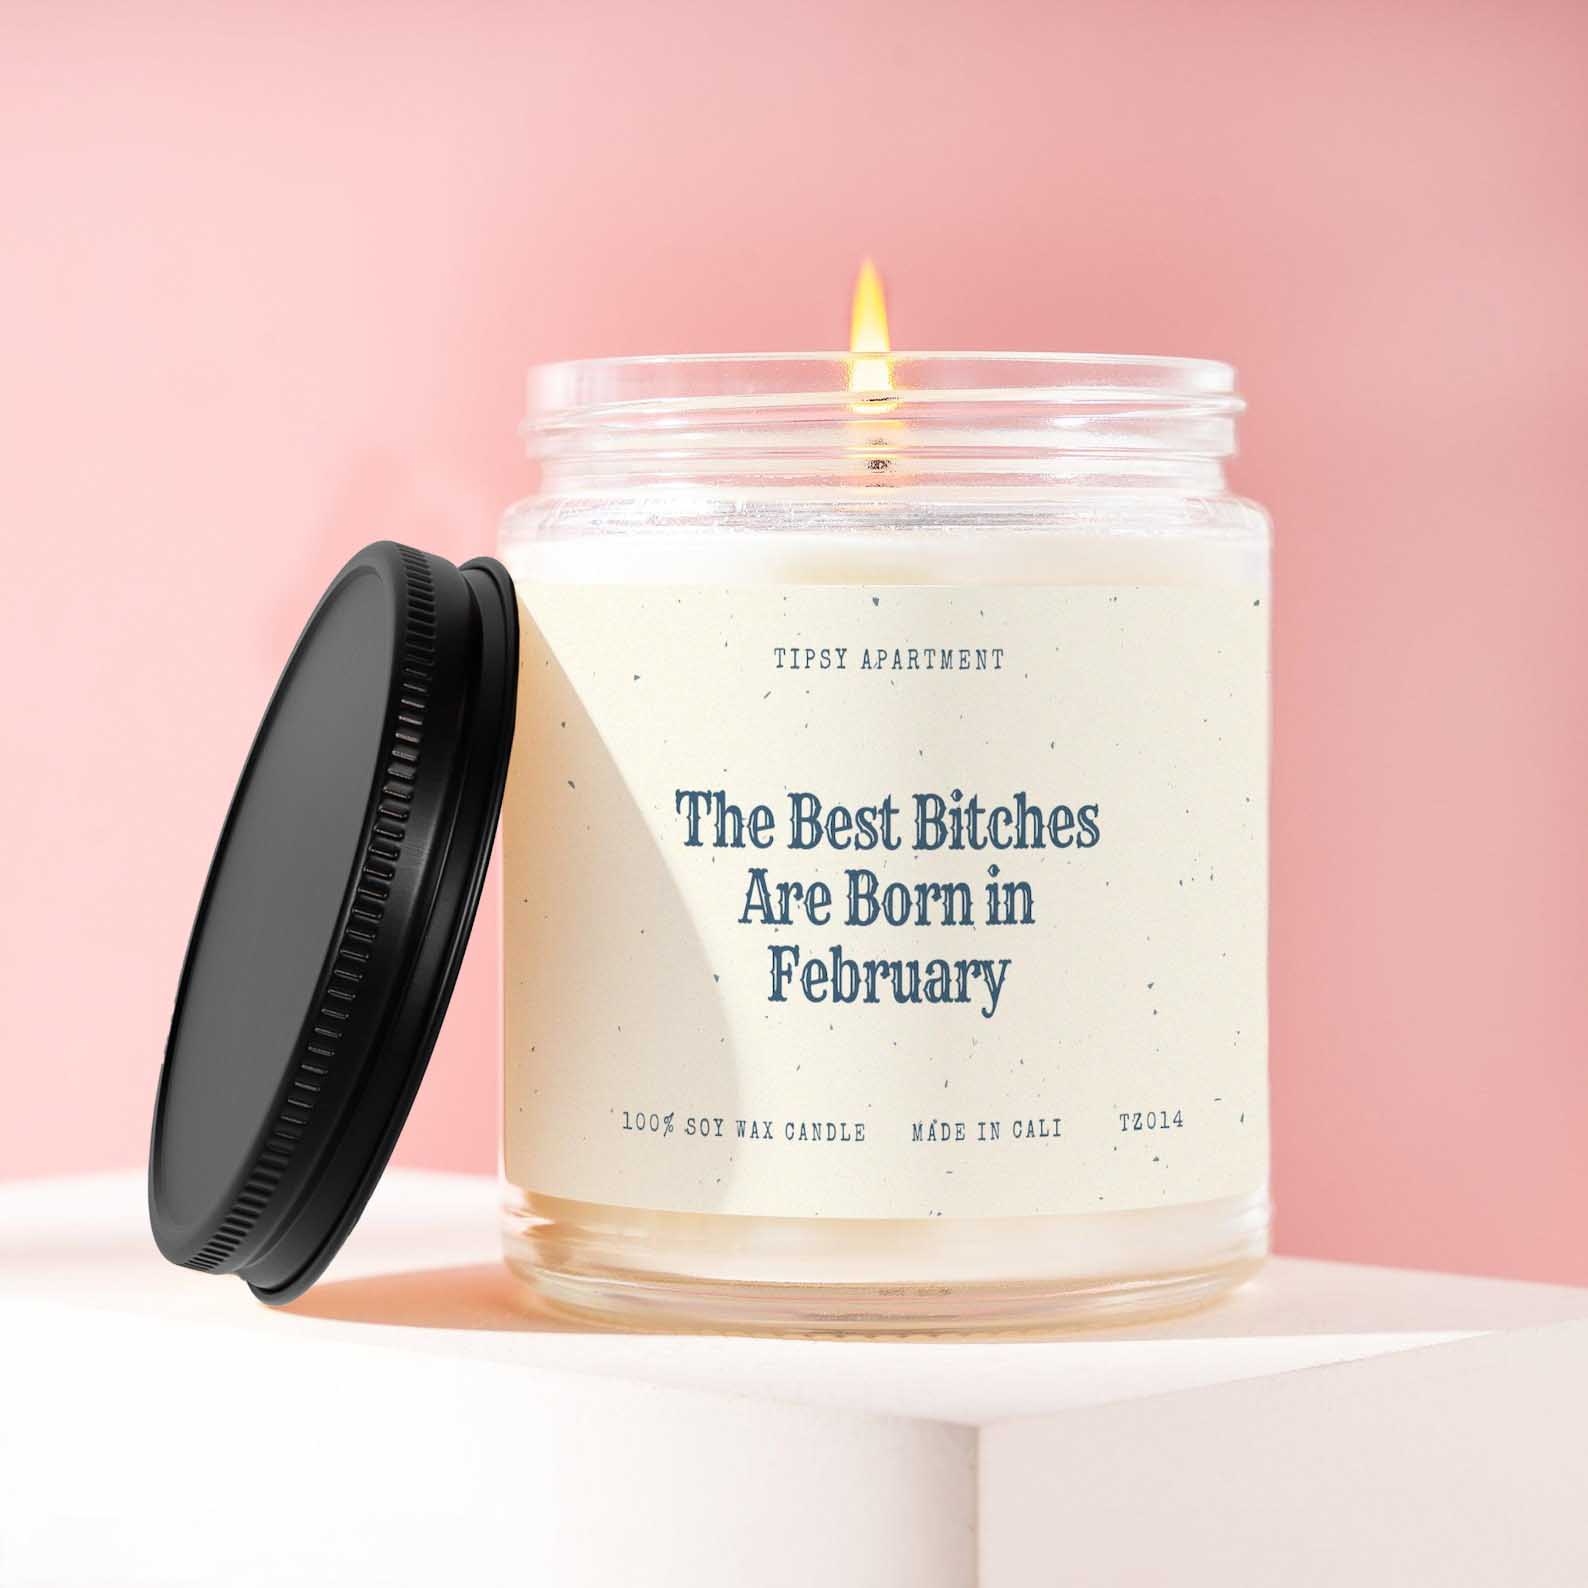 TIPSY APARTMENT
The Best Bitches
Are Born in
February
100% SOY WAX CANDLE MADE IN CALI TZ014